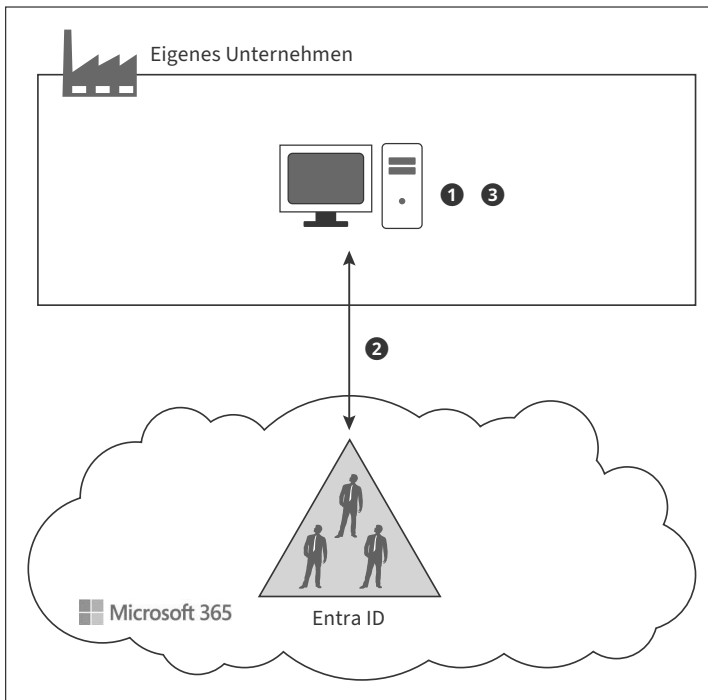 Eigenes Unternehmen
❶ ❸
❷
Microsoft 365
Entra ID